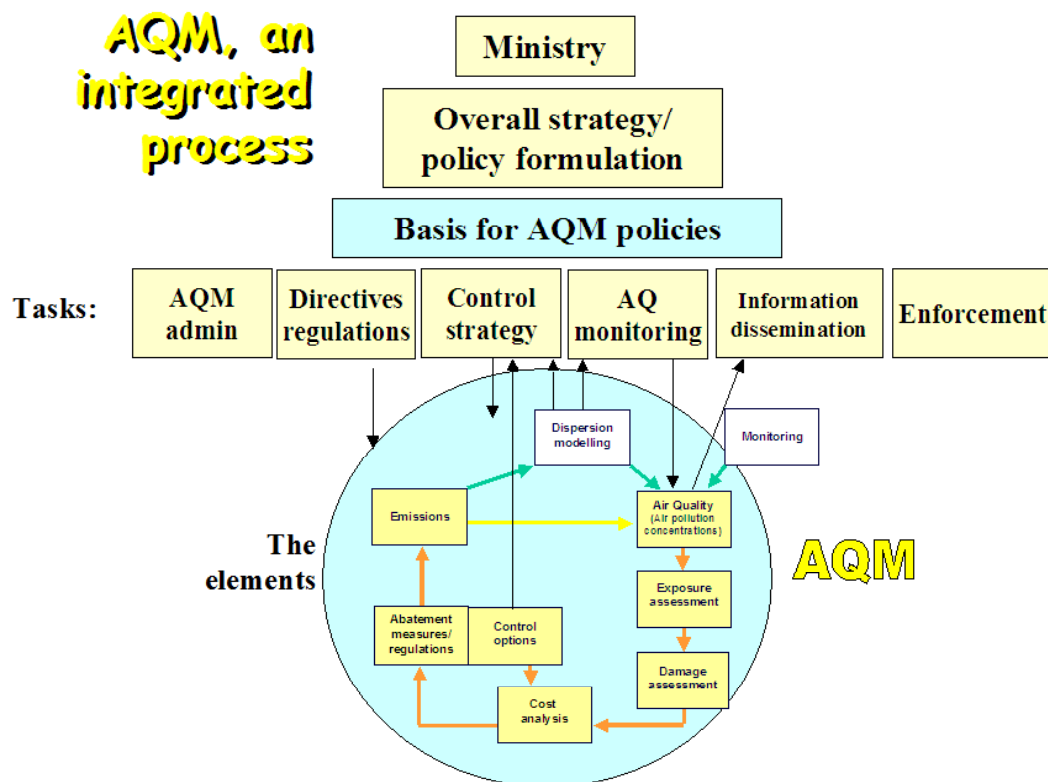 AQM, an
integrated
process
Ministry
Overall strategy/
policy formulation
Basis for AQM policies
Tasks:
AQM
admin
Directives
regulations
Control
strategy
AQ
monitoring
Information
dissemination
Enforcement
Dispersion
modelling
Monitoring
Emissions
Air Quality
(Air pollution
concentrations)
The
elements
AQM
Exposure
assessment
Abatement
measures/
regulations
Control
options
Damage
assessment
Cost
analysis